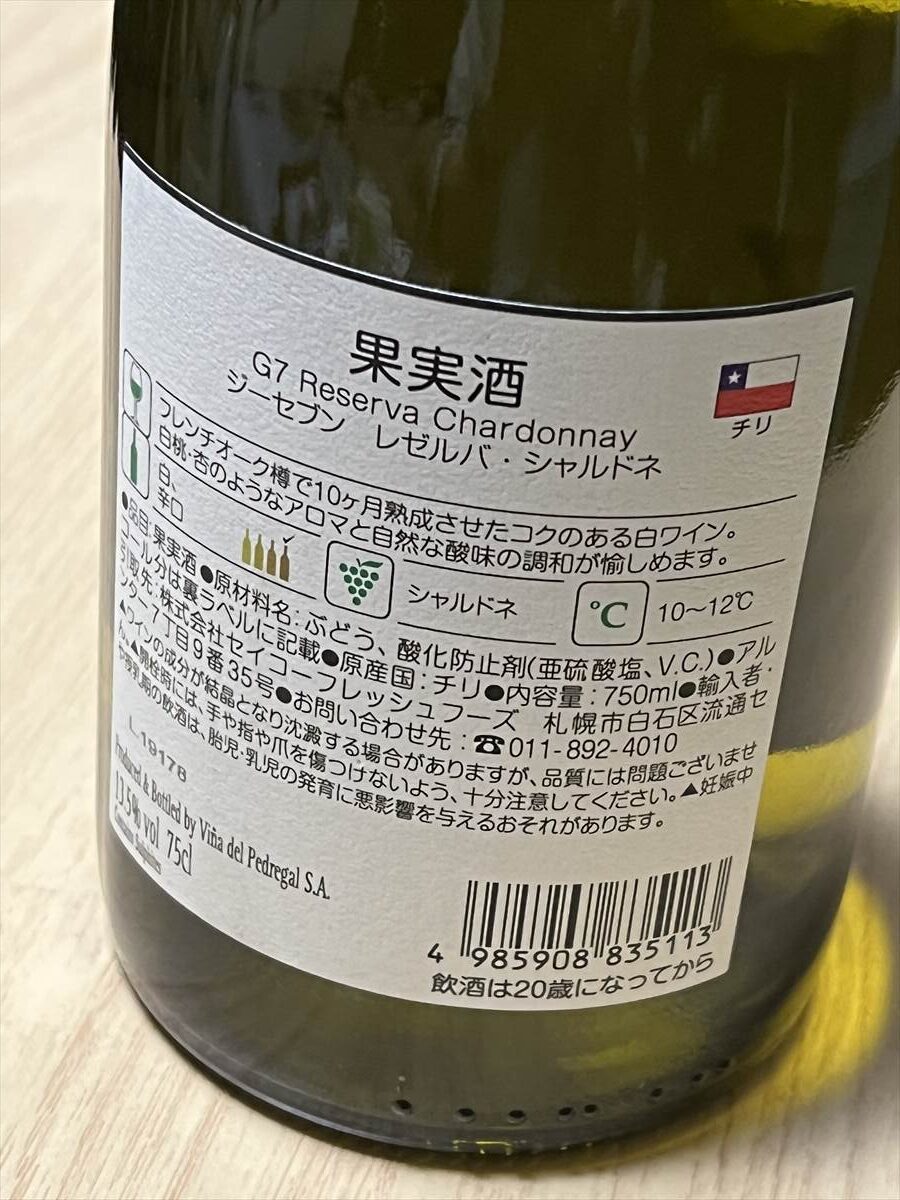 果実酒
G7 Reserva Chardonnay
ジーセブン レゼルバ・シャルドネ
チリ
フレンチオーク樽で10ヶ月熟成させたコクのある白ワイン。
白桃・杏のようなアロマと自然な酸味の調和が愉しめます。
白、
辛口
シャルドネ
℃
10~12℃
●品目:果実酒●原材料名:ぶどう、酸化防止剤(亜硫酸塩、V.C.)●アル
コール分は裏ラベルに記載●原産国:チリ●内容量:750ml●輸入者・
引取先:株式会社セイコーフレッシュフーズ 札幌市白石区流通セ
ンター7丁目9番35号●お問い合わせ先:☎011-892-4010
▲ワインの成分が結晶となり沈澱する場合がありますが、品質には問題ございませ
ん。▲開栓時には、手や指や爪を傷つけないよう、十分注意してください。▲妊娠中
や授乳期の飲酒は、胎児・乳児の発育に悪影響を与えるおそれがあります。
L 19178
Produced & Bottled by Viña del Pedregal S.A.
13.5% vol 75cl
4 985908 835113
飲酒は20歳になってから